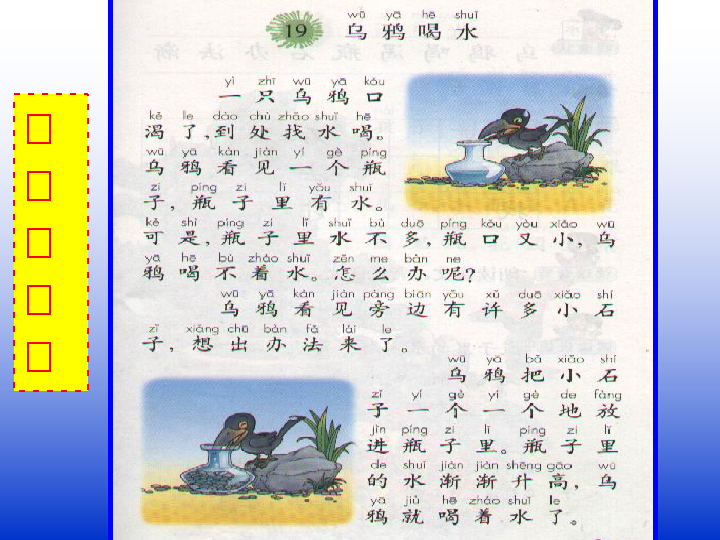 wū yā hē shuǐ
19 乌鸦喝水
yì zhī wū yā kǒu
一只乌鸦口
kě le dào chù zhǎo shuǐ hē
渴了,到处找水喝。
wū yā kàn jiàn yí gè píng
乌鸦看见一个瓶
zi píng zi lǐ yǒu shuǐ
子,瓶子里有水。
kě shì píng zi lǐ shuǐ bù duō píng kǒu yòu xiǎo wū
可是,瓶子里水不多,瓶口又小,乌
yā hē bù zháo shuǐ zěn me bàn ne
鸦喝不着水。怎么办呢?
wū yā kàn jiàn páng biān yǒu xǔ duō xiǎo shí
乌鸦看见旁边有许多小石
zǐ xiǎng chū bàn fǎ lái le
子,想出办法来了。
wū yā bǎ xiǎo shí
乌鸦把小石
zǐ yí gè yí gè de fàng
子一个一个地放
jìn píng zi lǐ píng zi lǐ
进瓶子里。瓶子里
de shuǐ jiàn jiàn shēng gāo wū
的水渐渐升高,乌
yā jiù hē zháo shuǐ le
鸦就喝着水了。